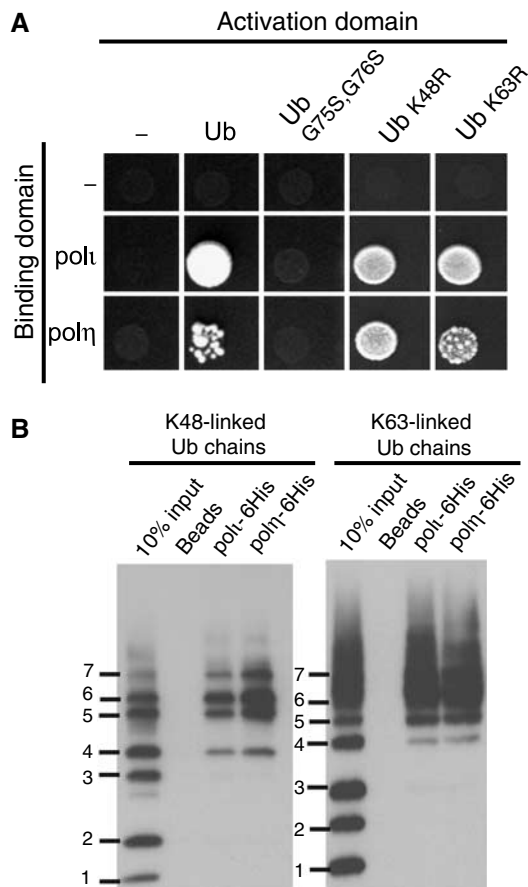 A
Activation domain
–
Ub
Ub G75S,G76S
Ub K48R
Ub K63R
Binding domain
–
polι
polη
B
K48-linked
Ub chains
K63-linked
Ub chains
10% input
Beads
polι-6His
polη-6His
10% input
Beads
polι-6His
polη-6His
7
6
5
4
3
2
1
7
6
5
4
3
2
1